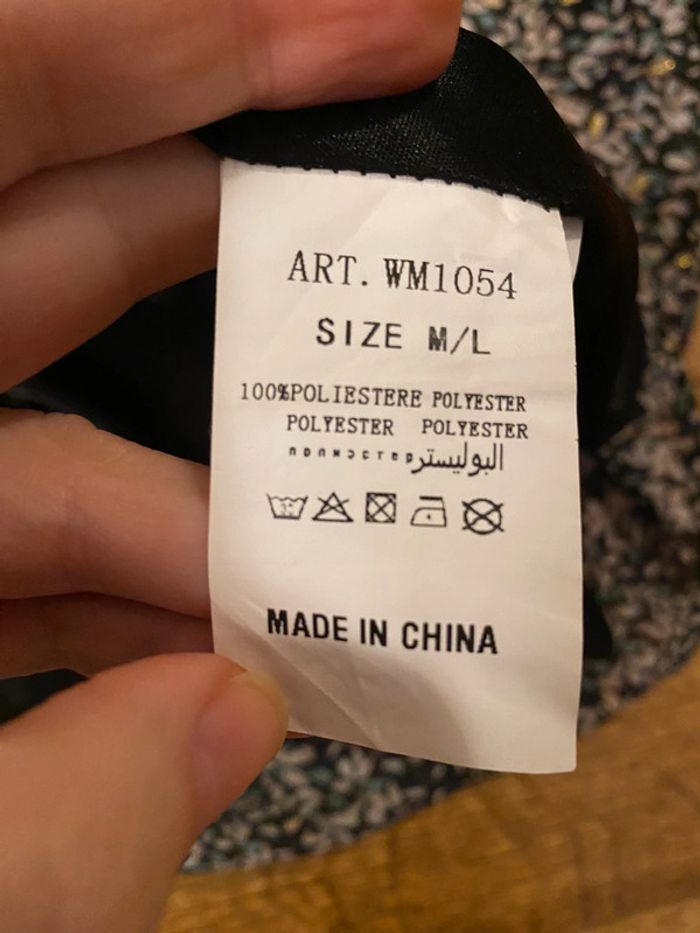 ART. WM1054
SIZE M/L
100%POLIESTERE POLYESTER
POLYESTER POLYESTER
البوليستر
MADE IN CHINA